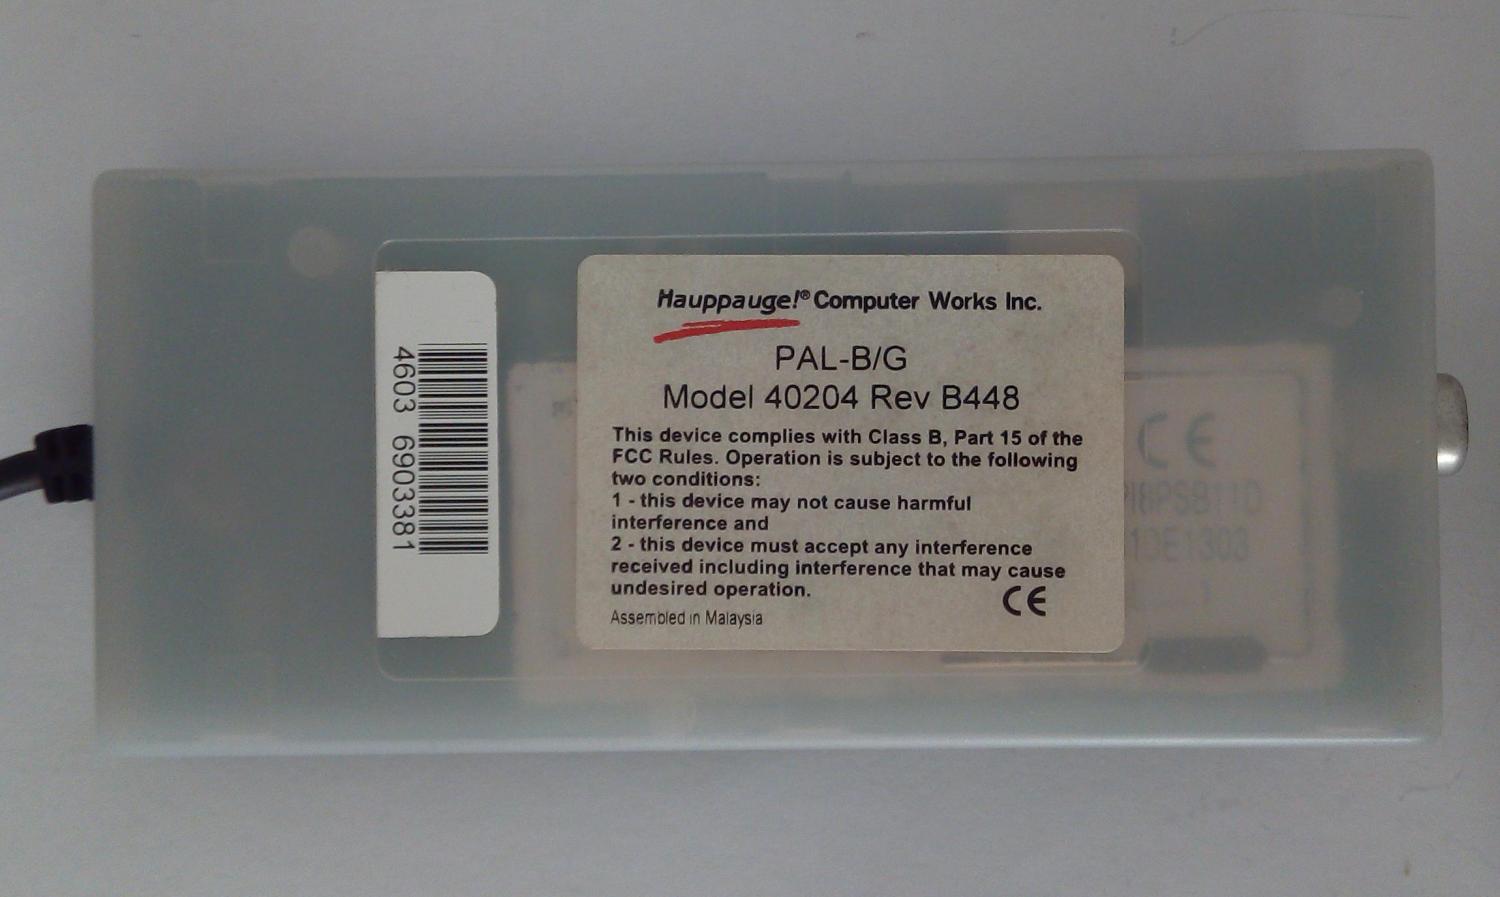 4603 6903381
Hauppauge!® Computer Works Inc.
PAL-B/G
Model 40204 Rev B448
This device complies with Class B, Part 15 of the
FCC Rules. Operation is subject to the following
two conditions:
1 - this device may not cause harmful
interference and
2 - this device must accept any interference
received including interference that may cause
undesired operation.
CE
Assembled in Malaysia
CE